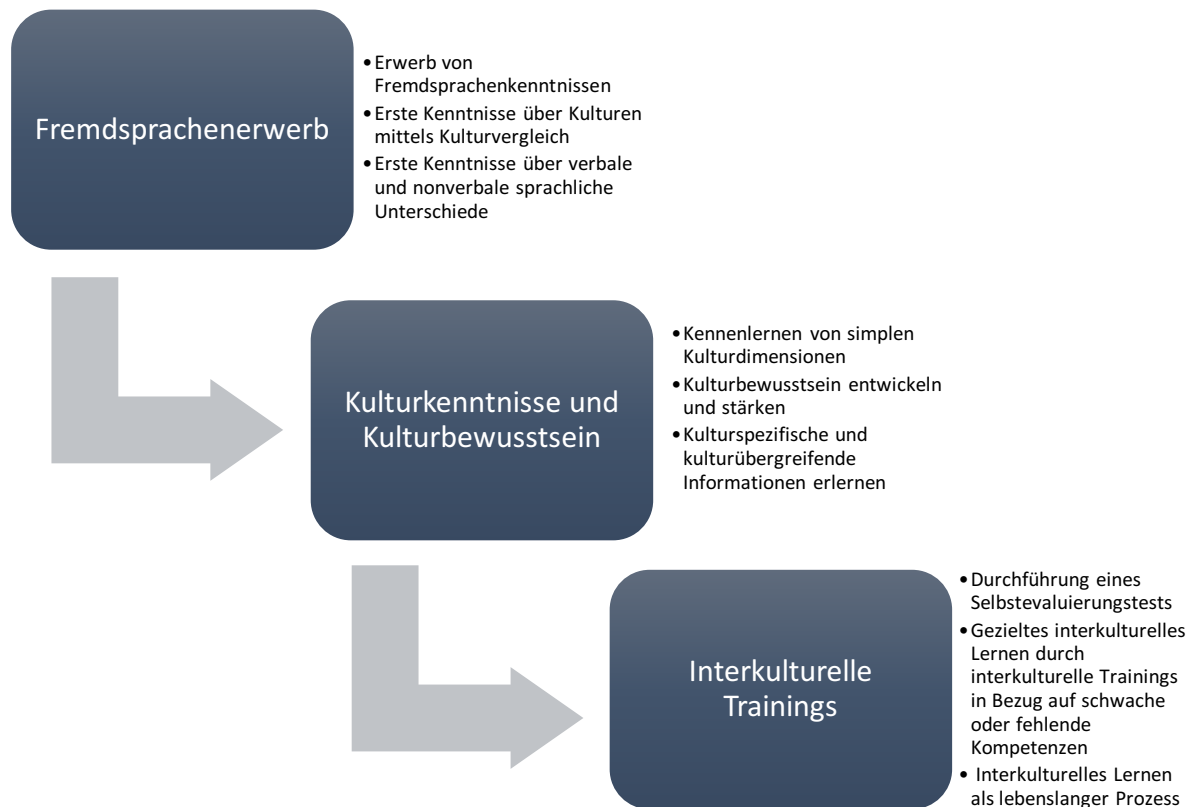 Fremdsprachenerwerb
•Erwerb von
Fremdsprachenkenntnissen
•Erste Kenntnisse über Kulturen
mittels Kulturvergleich
•Erste Kenntnisse über verbale
und nonverbale sprachliche
Unterschiede
Kulturkenntnisse und
Kulturbewusstsein
•Kennenlernen von simplen
Kulturdimensionen
•Kulturbewusstsein entwickeln
und stärken
•Kulturspezifische und
kulturübergreifende
Informationen erlernen
Interkulturelle
Trainings
•Durchführung eines
Selbstevaluierungstests
•Gezieltes interkulturelles
Lernen durch
interkulturelle Trainings
in Bezug auf schwache
oder fehlende
Kompetenzen
• Interkulturelles Lernen
als lebenslanger Prozess